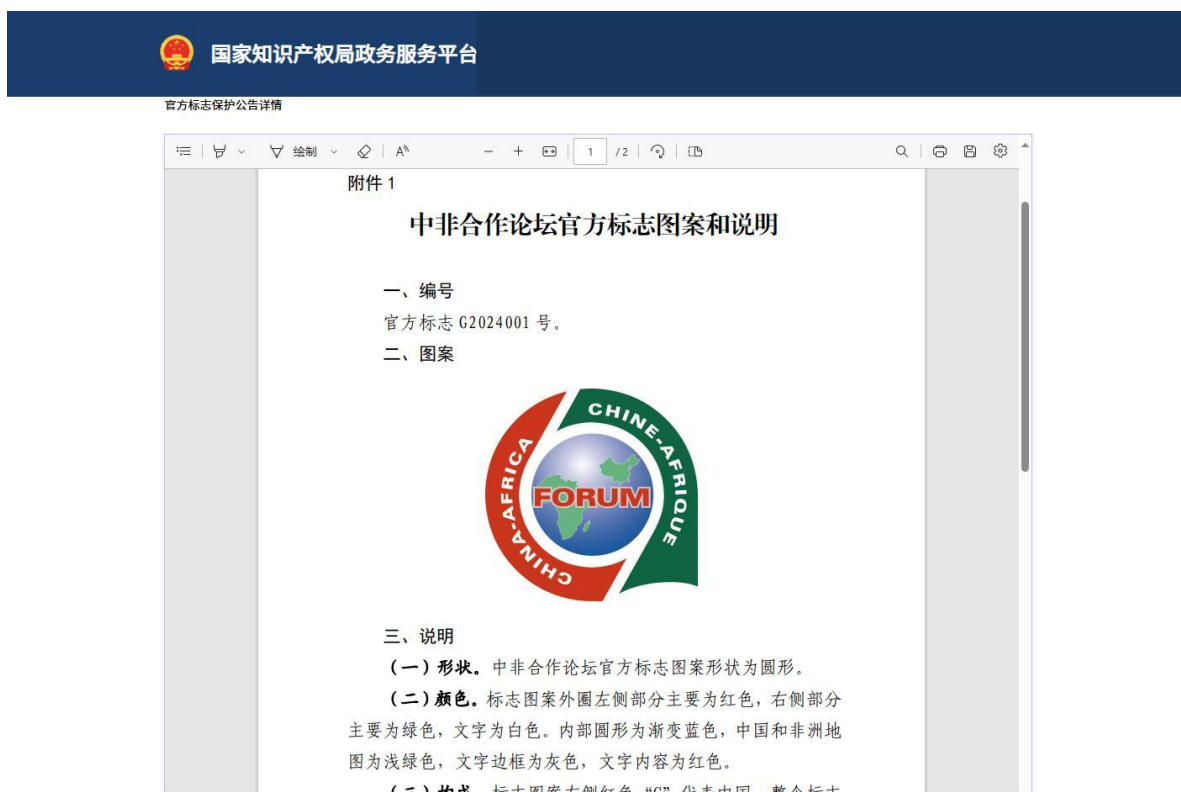 国家知识产权局政务服务平台
官方标志保护公告详情
绘制
A
1
/2
附件 1
中非合作论坛官方标志图案和说明
一、编号
官方标志 G2024001 号。
二、图案
CHINA-AFRICA
CHINE-AFRIQUE
FORUM
三、说明
（一）形状。中非合作论坛官方标志图案形状为圆形。
（二）颜色。标志图案外圈左侧部分主要为红色，右侧部分
主要为绿色，文字为白色。内部圆形为渐变蓝色，中国和非洲地
图为浅绿色，文字边框为灰色，文字内容为红色。